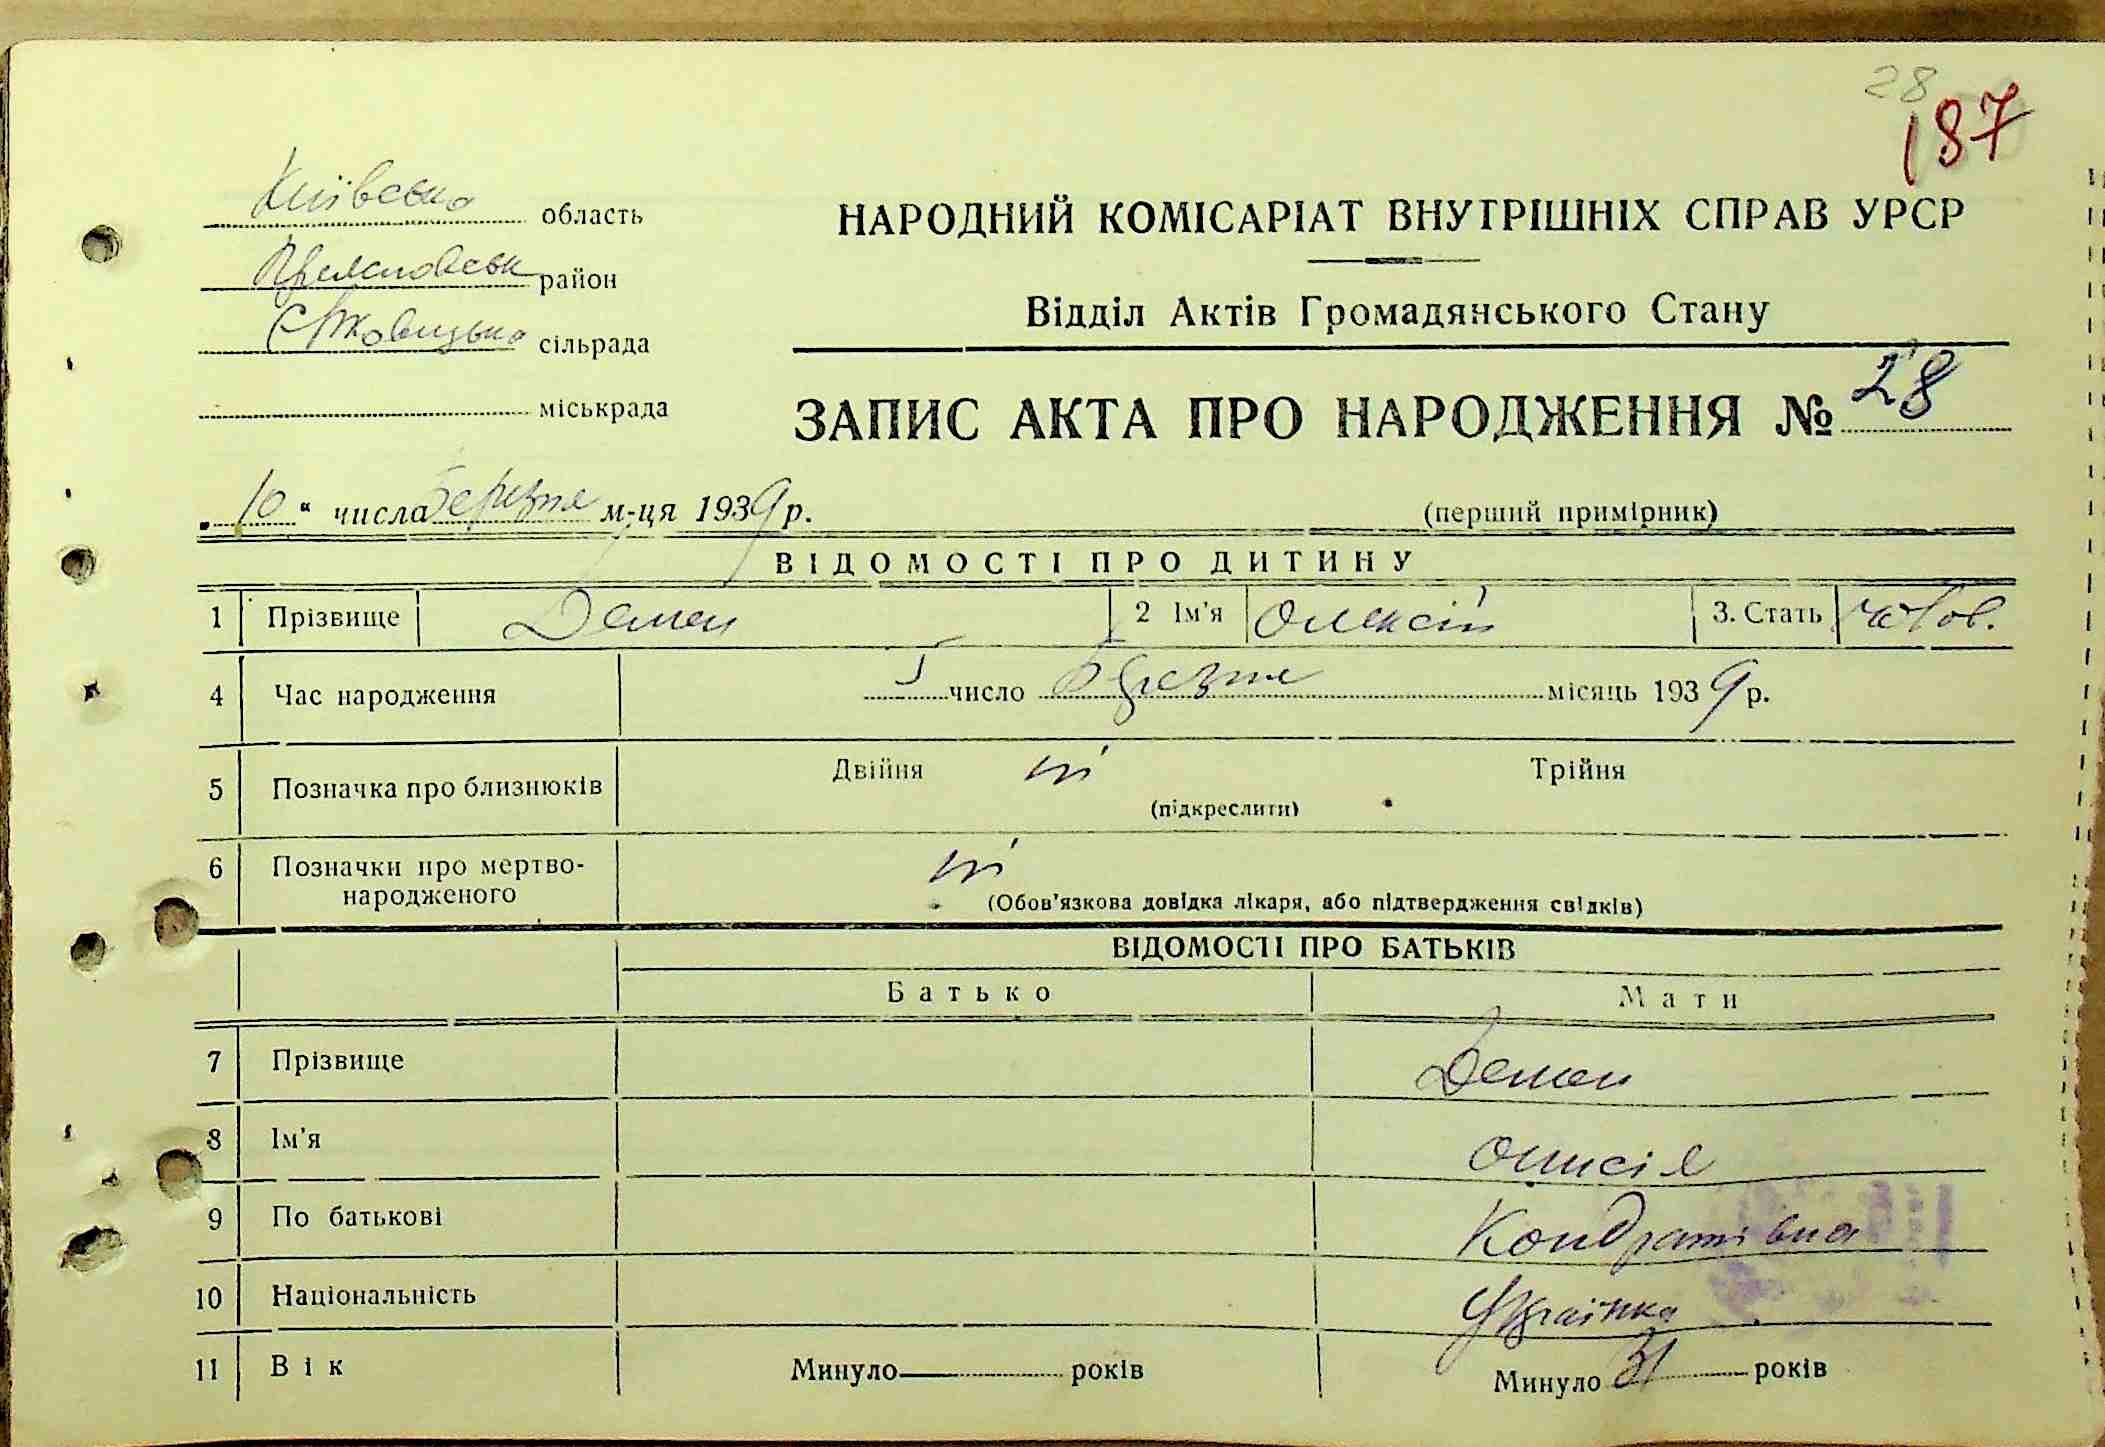 28
187
Київська область
район
сільрада
міськрада
НАРОДНИЙ КОМІСАРІАТ ВНУТРІШНІХ СПРАВ УРСР
Відділ Актів Громадянського Стану
ЗАПИС АКТА ПРО НАРОДЖЕННЯ № 28
„10“ числа березня м-ця 1939 р.
(перший примірник)
ВІДОМОСТІ ПРО ДИТИНУ
1 Прізвище Демен 2 Ім'я Олексій 3. Стать чолов.
4 Час народження 5 число березня місяць 1939 р.
5 Позначка про близнюків Двійня ні Трійня
(підкреслити)
6 Позначки про мертво-
народженого ні
(Обов'язкова довідка лікаря, або підтвердження свідків)
ВІДОМОСТІ ПРО БАТЬКІВ
Батько Мати
7 Прізвище Демен
8 Ім'я Онисія
9 По батькові Кондратівна
10 Національність Українка
11 Вік Минуло років Минуло 31 років